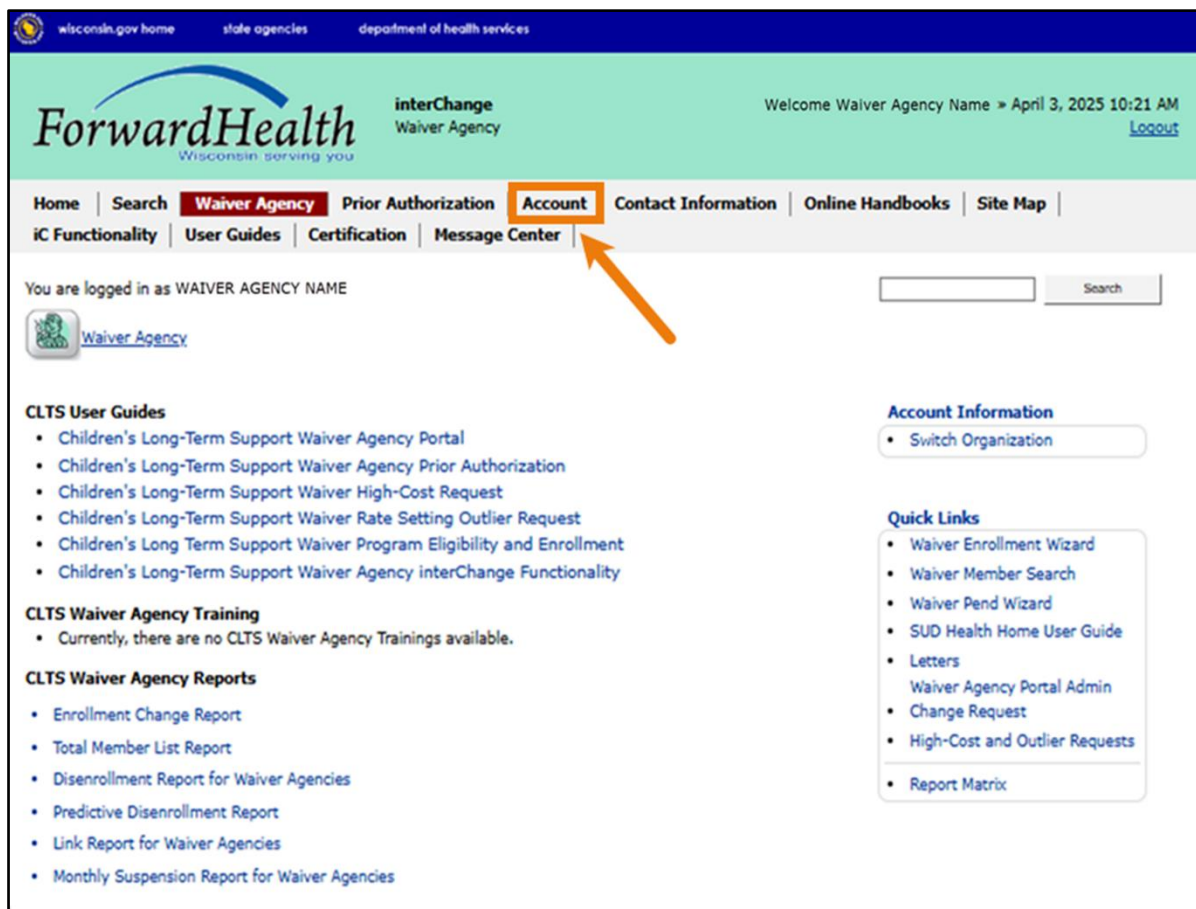 wisconsin.gov home state agencies department of health services
ForwardHealth
Wisconsin serving you
interChange
Waiver Agency
Welcome Waiver Agency Name » April 3, 2025 10:21 AM
Logout
Home Search Waiver Agency Prior Authorization Account Contact Information Online Handbooks Site Map
iC Functionality User Guides Certification Message Center
You are logged in as WAIVER AGENCY NAME
Search
Waiver Agency
CLTS User Guides
• Children's Long-Term Support Waiver Agency Portal
• Children's Long-Term Support Waiver Agency Prior Authorization
• Children's Long-Term Support Waiver High-Cost Request
• Children's Long-Term Support Waiver Rate Setting Outlier Request
• Children's Long Term Support Waiver Program Eligibility and Enrollment
• Children's Long-Term Support Waiver Agency interChange Functionality
CLTS Waiver Agency Training
• Currently, there are no CLTS Waiver Agency Trainings available.
CLTS Waiver Agency Reports
• Enrollment Change Report
• Total Member List Report
• Disenrollment Report for Waiver Agencies
• Predictive Disenrollment Report
• Link Report for Waiver Agencies
• Monthly Suspension Report for Waiver Agencies
Account Information
• Switch Organization
Quick Links
• Waiver Enrollment Wizard
• Waiver Member Search
• Waiver Pend Wizard
• SUD Health Home User Guide
• Letters
Waiver Agency Portal Admin
• Change Request
• High-Cost and Outlier Requests
• Report Matrix